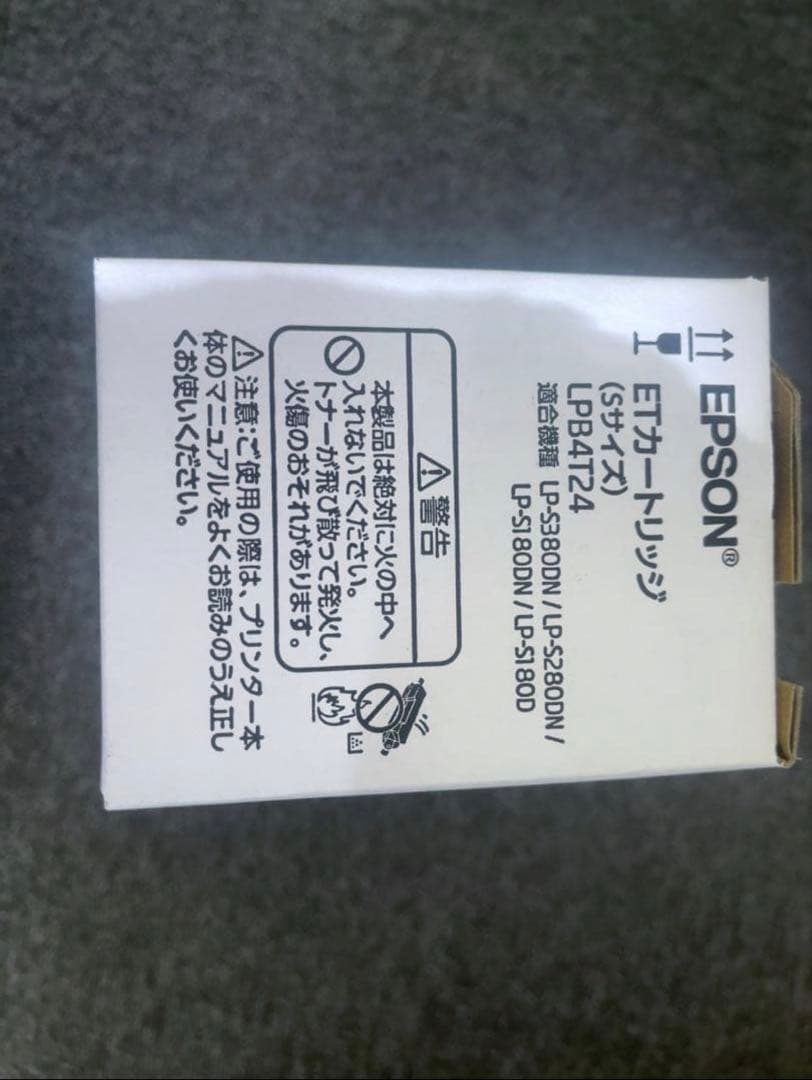 EPSON®
ETカートリッジ
(Sサイズ)
LPB4T24
適合機種 LP-S380DN / LP-S280DN /
LP-S180DN / LP-S180D
⚠警告
本製品は絶対に火の中へ
入れないでください。
トナーが飛び散って発火し、
火傷のおそれがあります。
⚠注意:ご使用の際は、プリンター本
体のマニュアルをよくお読みのうえ正し
くお使いください。